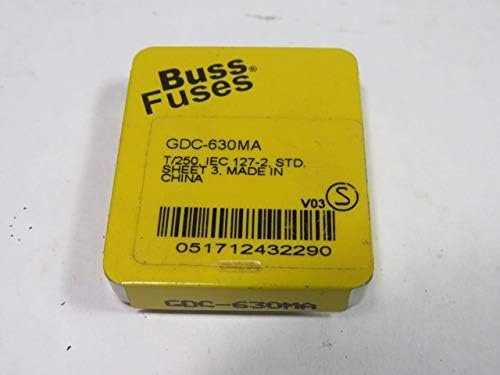 Buss®
Fuses
GDC-630MA
T/250, IEC 127-2, STD.
SHEET 3, MADE IN
CHINA
V03 S
051712432290
GDC-630MA